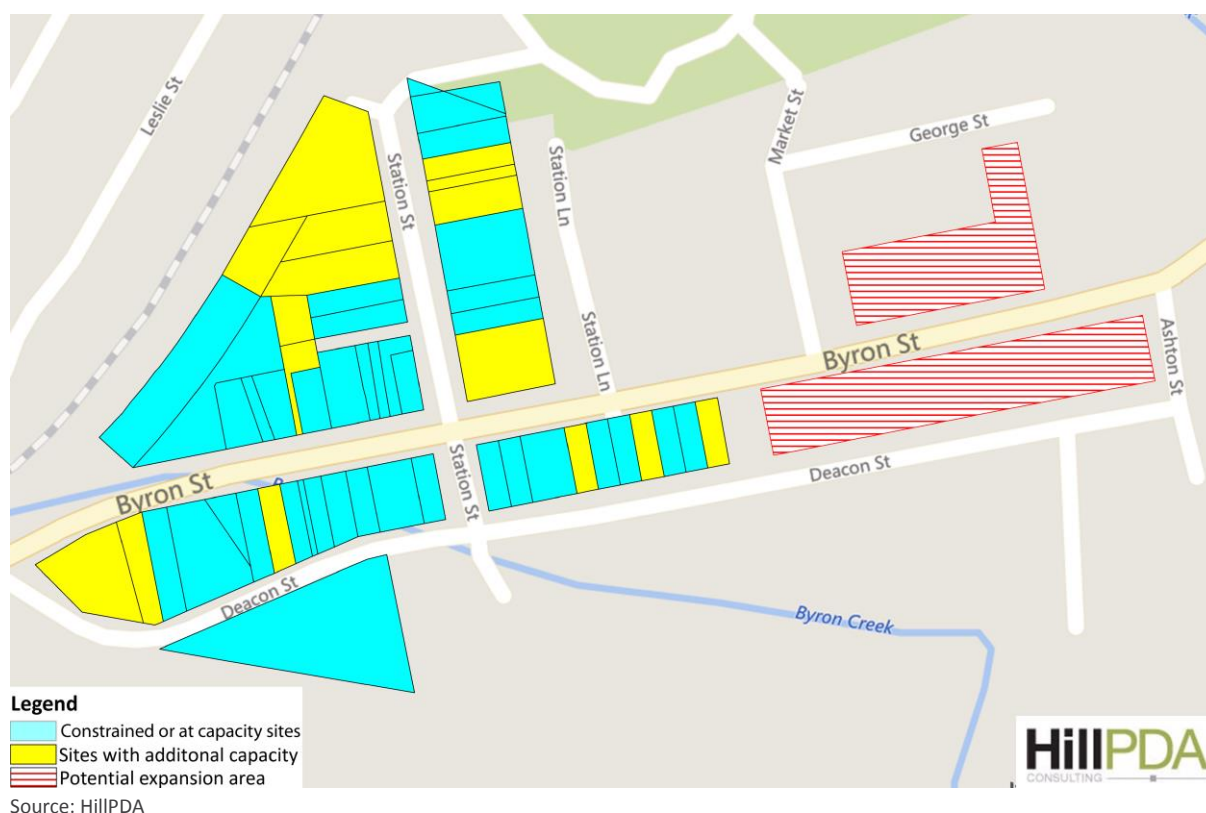 Leslie St
Station St
Station Ln
Market St
George St
Station Ln
Byron St
Ashton St
Byron St
Station St
Deacon St
Deacon St
Byron Creek
Legend
Constrained or at capacity sites
Sites with additonal capacity
Potential expansion area
HillPDA
CONSULTING
Source: HillPDA